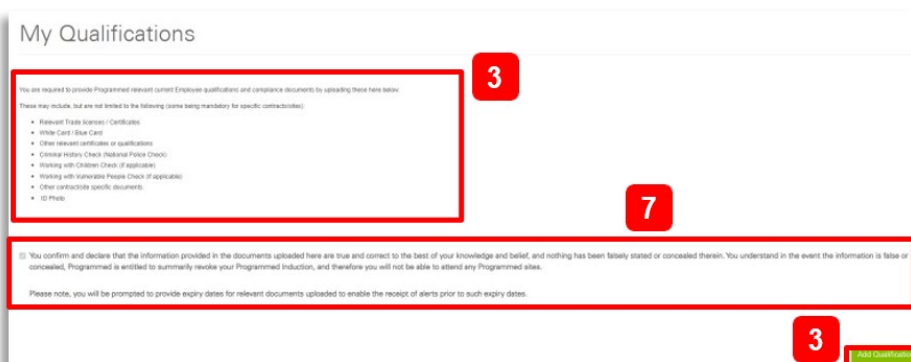 My Qualifications
3
You are required to provide Programmed relevant current Employee qualifications and compliance documents by uploading these here below.
These may include, but are not limited to the following (some being mandatory for specific contracts/sites):
Relevant Trade licences / Certificates
White Card / Blue Card
Other relevant certificates or qualifications
Criminal History Check (National Police Check)
Working with Children Check (if applicable)
Working with Vulnerable People Check (if applicable)
Other contract/site specific documents
ID Photo
7
You confirm and declare that the information provided in the documents uploaded here are true and correct to the best of your knowledge and belief, and nothing has been falsely stated or concealed therein. You understand in the event the information is false or
concealed, Programmed is entitled to summarily revoke your Programmed Induction, and therefore you will not be able to attend any Programmed sites.
Please note, you will be prompted to provide expiry dates for relevant documents uploaded to enable the receipt of alerts prior to such expiry dates.
3
Add Qualification